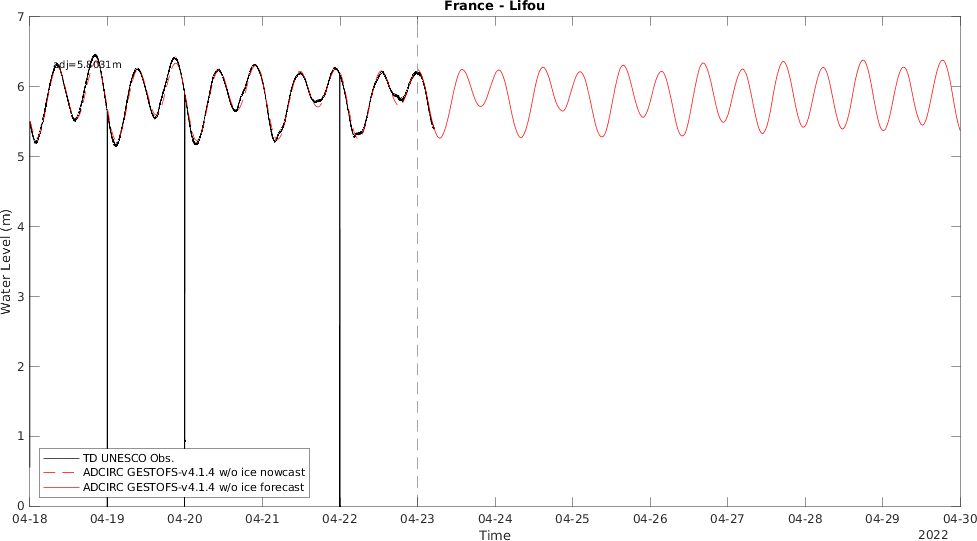 France - Lifou
7
6
5
4
3
2
1
0
Water Level (m)
adj=5.8031m
TD UNESCO Obs.
ADCIRC GESTOFS-v4.1.4 w/o ice nowcast
ADCIRC GESTOFS-v4.1.4 w/o ice forecast
04-18 04-19 04-20 04-21 04-22 04-23 04-24 04-25 04-26 04-27 04-28 04-29 04-30
Time
2022